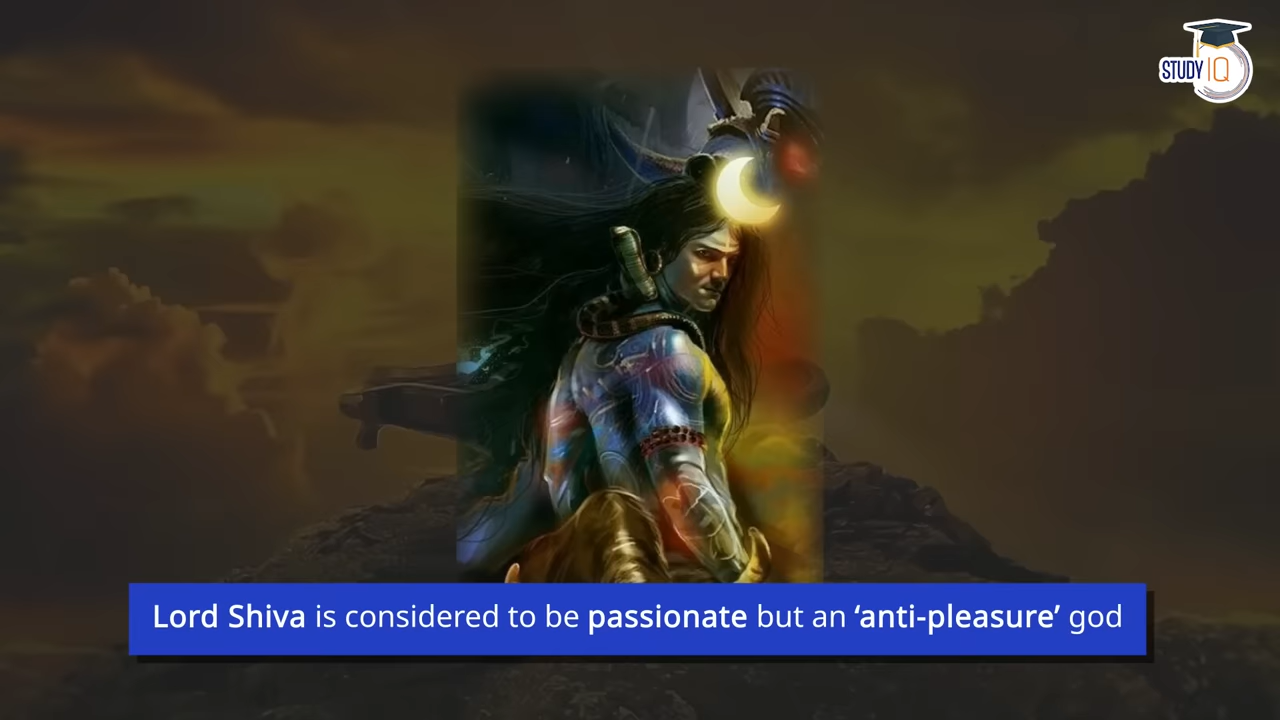 STUDY IQ
Lord Shiva is considered to be passionate but an ‘anti-pleasure’ god